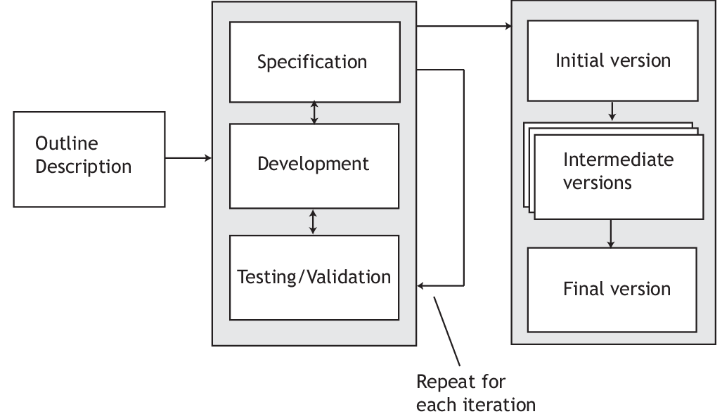 Outline
Description
Specification
Development
Testing/Validation
Initial version
Intermediate
versions
Final version
Repeat for
each iteration